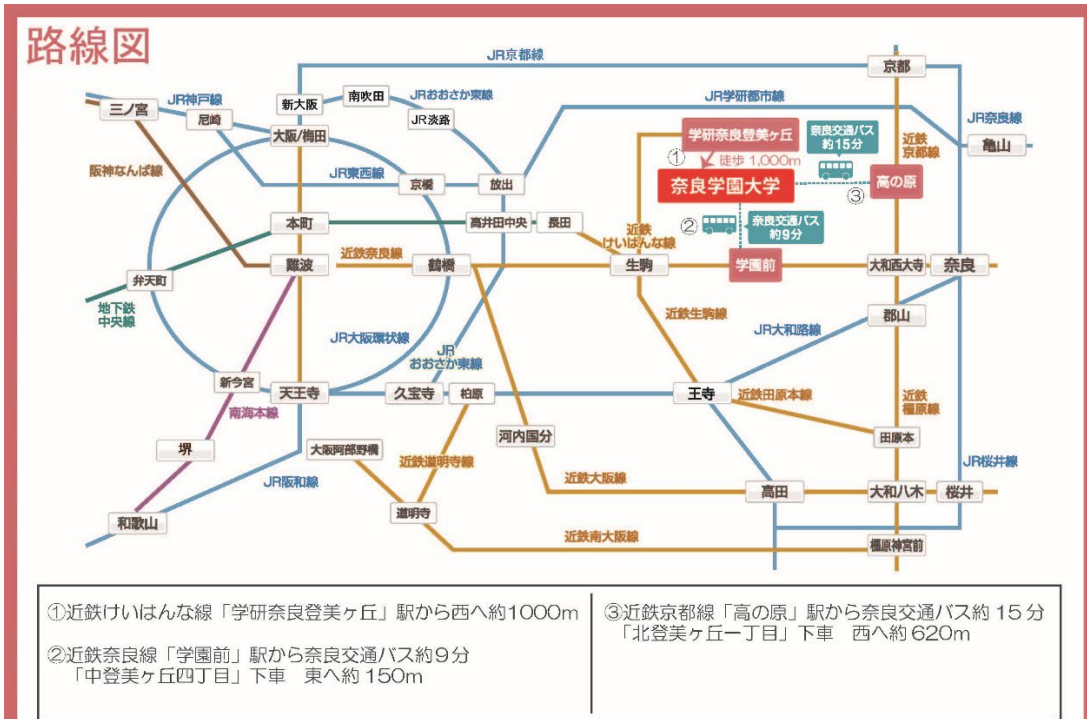 路線図
JR京都線
京都
JR神戸線
三ノ宮
尼崎
新大阪
南吹田
JRおおさか東線
JR淡路
JR学研都市線
JR奈良線
亀山
大阪/梅田
学研奈良登美ヶ丘
奈良交通バス
約15分
近鉄
京都線
①
徒歩 1,000m
阪神なんば線
JR東西線
京橋
放出
奈良学園大学
③
高の原
本町
高井田中央
長田
近鉄
けいはんな線
②
奈良交通バス
約9分
難波
近鉄奈良線
鶴橋
生駒
学園前
大和西大寺
奈良
弁天町
地下鉄
中央線
近鉄生駒線
郡山
JR大和路線
JR大阪環状線
JR
おおさか東線
新今宮
天王寺
久宝寺
柏原
王寺
近鉄田原本線
近鉄
橿原線
南海本線
堺
大阪阿部野橋
近鉄道明寺線
河内国分
田原本
JR桜井線
JR阪和線
近鉄大阪線
高田
大和八木
桜井
和歌山
道明寺
近鉄南大阪線
橿原神宮前
①近鉄けいはんな線「学研奈良登美ヶ丘」駅から西へ約1000m
②近鉄奈良線「学園前」駅から奈良交通バス約9分
「中登美ヶ丘四丁目」下車 東へ約150m
③近鉄京都線「高の原」駅から奈良交通バス約15分
「北登美ヶ丘一丁目」下車 西へ約620m